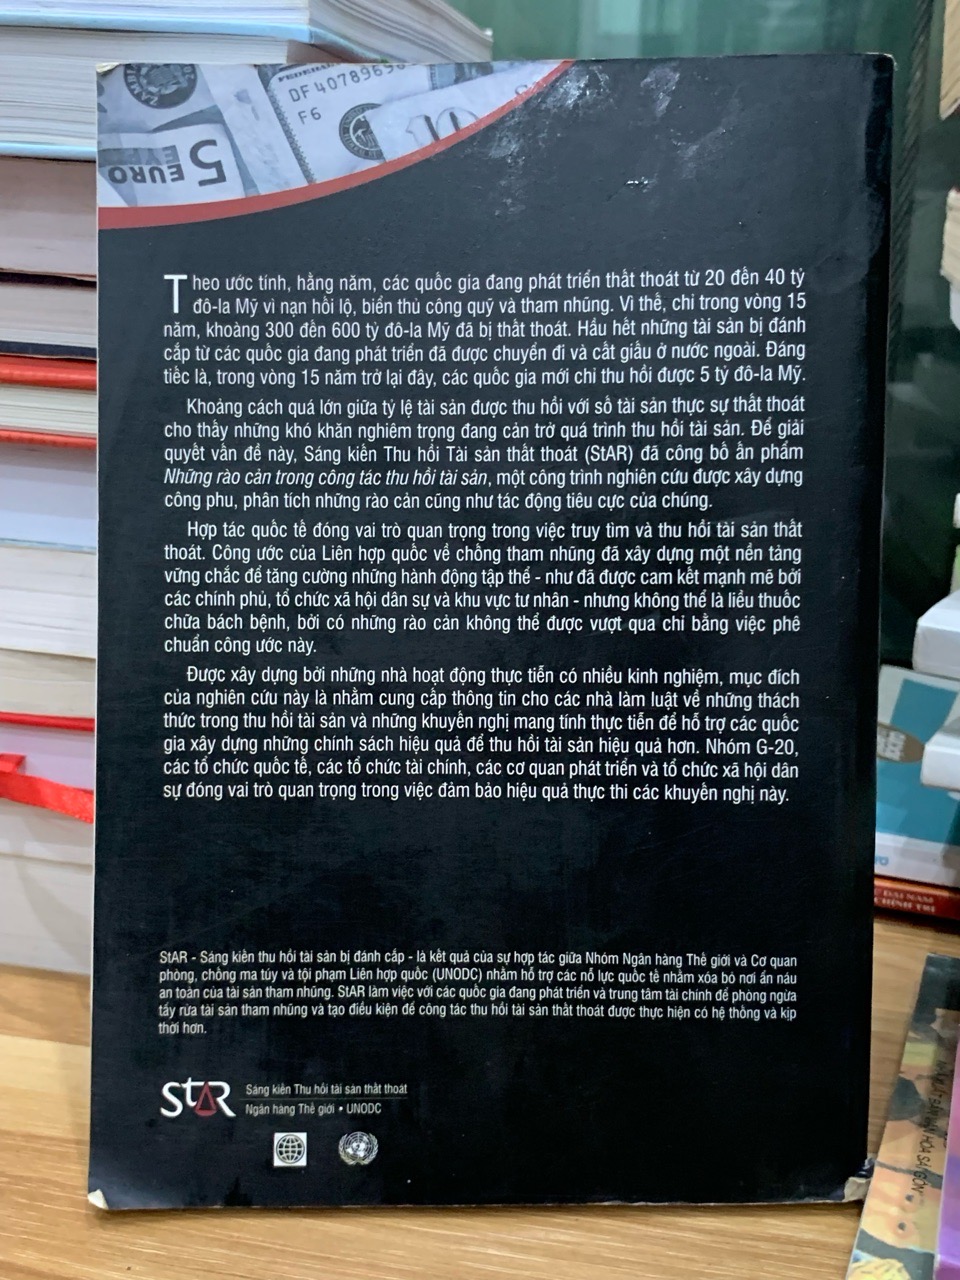 ZAMBI
FEDERAL
DF 4078969
F6
10
5
EURO
Theo ước tính, hằng năm, các quốc gia đang phát triển thất thoát từ 20 đến 40 tỷ
đô-la Mỹ vì nạn hối lộ, biển thủ công quỹ và tham nhũng. Vì thế, chỉ trong vòng 15
năm, khoảng 300 đến 600 tỷ đô-la Mỹ đã bị thất thoát. Hầu hết những tài sản bị đánh
cắp từ các quốc gia đang phát triển đã được chuyển đi và cất giấu ở nước ngoài. Đáng
tiếc là, trong vòng 15 năm trở lại đây, các quốc gia mới chỉ thu hồi được 5 tỷ đô-la Mỹ.
Khoảng cách quá lớn giữa tỷ lệ tài sản được thu hồi với số tài sản thực sự thất thoát
cho thấy những khó khăn nghiêm trọng đang cản trở quá trình thu hồi tài sản. Để giải
quyết vấn đề này, Sáng kiến Thu hồi Tài sản thất thoát (StAR) đã công bố ấn phẩm
Những rào cản trong công tác thu hồi tài sản, một công trình nghiên cứu được xây dựng
công phu, phân tích những rào cản cũng như tác động tiêu cực của chúng.
Hợp tác quốc tế đóng vai trò quan trọng trong việc truy tìm và thu hồi tài sản thất
thoát. Công ước của Liên hợp quốc về chống tham nhũng đã xây dựng một nền tảng
vững chắc để tăng cường những hành động tập thể - như đã được cam kết mạnh mẽ bởi
các chính phủ, tổ chức xã hội dân sự và khu vực tư nhân - nhưng không thể là liều thuốc
chữa bách bệnh, bởi có những rào cản không thể được vượt qua chỉ bằng việc phê
chuẩn công ước này.
Được xây dựng bởi những nhà hoạt động thực tiễn có nhiều kinh nghiệm, mục đích
của nghiên cứu này là nhằm cung cấp thông tin cho các nhà làm luật về những thách
thức trong thu hồi tài sản và những khuyến nghị mang tính thực tiễn để hỗ trợ các quốc
gia xây dựng những chính sách hiệu quả để thu hồi tài sản hiệu quả hơn. Nhóm G-20,
các tổ chức quốc tế, các tổ chức tài chính, các cơ quan phát triển và tổ chức xã hội dân
sự đóng vai trò quan trọng trong việc đảm bảo hiệu quả thực thi các khuyến nghị này.
StAR - Sáng kiến thu hồi tài sản bị đánh cắp - là kết quả của sự hợp tác giữa Nhóm Ngân hàng Thế giới và Cơ quan
phòng, chống ma túy và tội phạm Liên hợp quốc (UNODC) nhằm hỗ trợ các nỗ lực quốc tế nhằm xóa bỏ nơi ẩn náu
an toàn của tài sản tham nhũng. StAR làm việc với các quốc gia đang phát triển và trung tâm tài chính để phòng ngừa
tẩy rửa tài sản tham nhũng và tạo điều kiện để công tác thu hồi tài sản thất thoát được thực hiện có hệ thống và kịp
thời hơn.
StAR
Sáng kiến Thu hồi tài sản thất thoát
Ngân hàng Thế giới • UNODC
ĐẠI NAM
CHÍNH TRỊ
HÓA SÀI GÒN